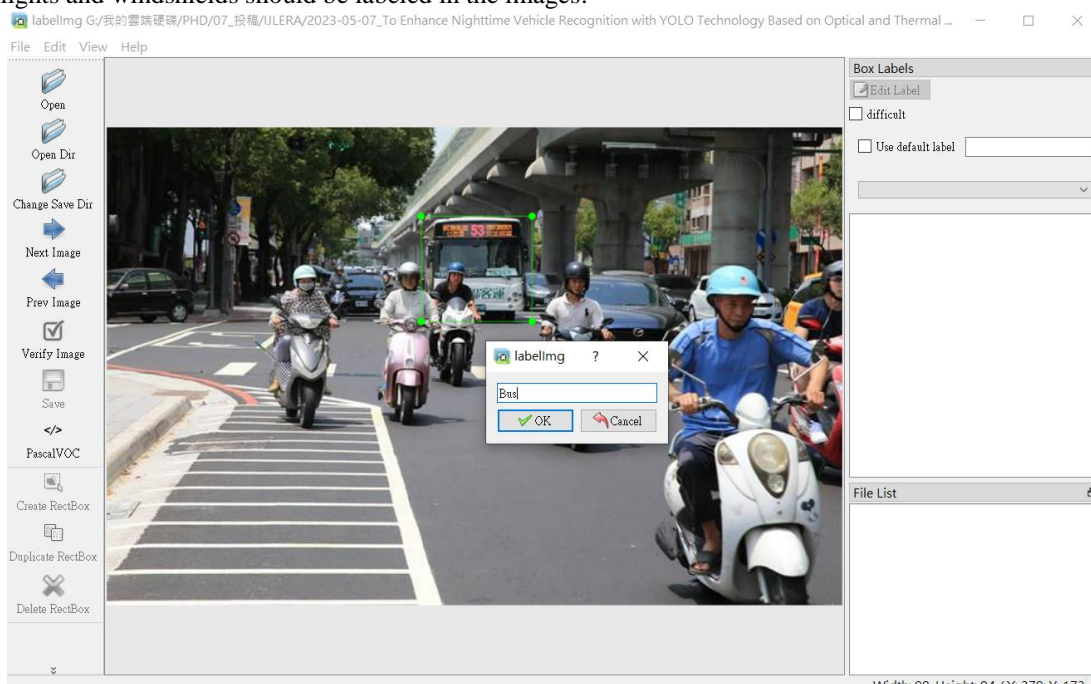 lights and windshields should be labeled in the images.
labelImg G:/我的雲端硬碟/PHD/07_投稿/IJLERA/2023-05-07_To Enhance Nighttime Vehicle Recognition with YOLO Technology Based on Optical and Thermal ...
File Edit View Help
Open
Open Dir
Change Save Dir
Next Image
Prev Image
Verify Image
Save
</>
PascalVOC
Create RectBox
Duplicate RectBox
Delete RectBox
53
客運
labelImg ?
Bus
OK Cancel
Box Labels
Edit Label
difficult
Use default label
File List